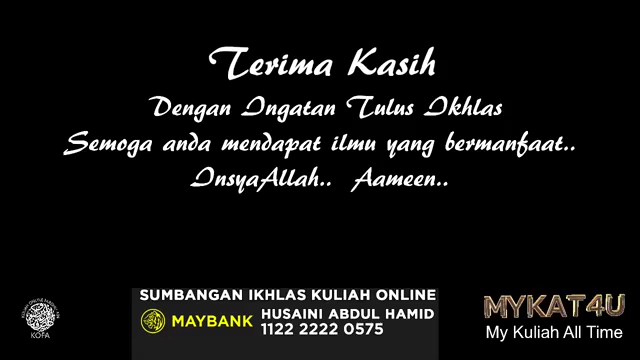 Terima Kasih
Dengan Ingatan Tulus Ikhlas
Semoga anda mendapat ilmu yang bermanfaat..
InsyaAllah.. Aameen..
SUMBANGAN IKHLAS KULIAH ONLINE
MAYBANK
HUSAINI ABDUL HAMID
1122 2222 0575
KOFA
MYKAT4U
My Kuliah All Time